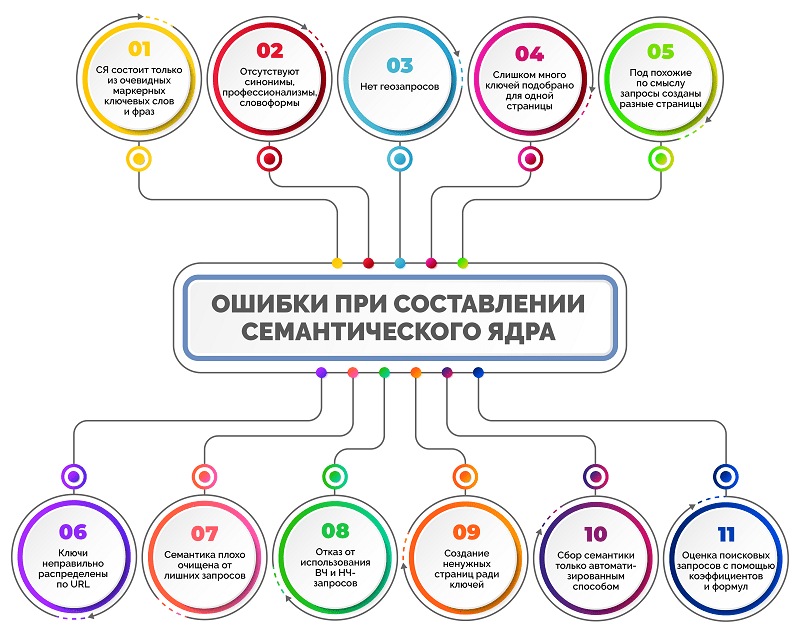 01
СЯ состоит только
из очевидных
маркерных
ключевых слов
и фраз
02
Отсутствуют
синонимы,
профессионализмы,
словоформы
03
Нет геозапросов
04
Слишком много
ключей подобрано
для одной
страницы
05
Под похожие
по смыслу
запросы созданы
разные страницы
ОШИБКИ ПРИ СОСТАВЛЕНИИ
СЕМАНТИЧЕСКОГО ЯДРА
06
Ключи
неправильно
распределены
по URL
07
Семантика плохо
очищена от
лишних запросов
08
Отказ от
использования
ВЧ и НЧ-
запросов
09
Создание
ненужных
страниц ради
ключей
10
Сбор семантики
только автомати-
зированным
способом
11
Оценка поисковых
запросов с помощью
коэффициентов
и формул